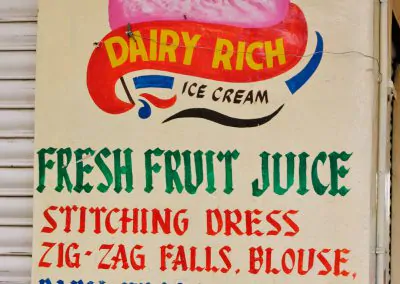 DAIRY RICH
ICE CREAM
FRESH FRUIT JUICE
STITCHING DRESS
ZIG-ZAG FALLS, BLOUSE,